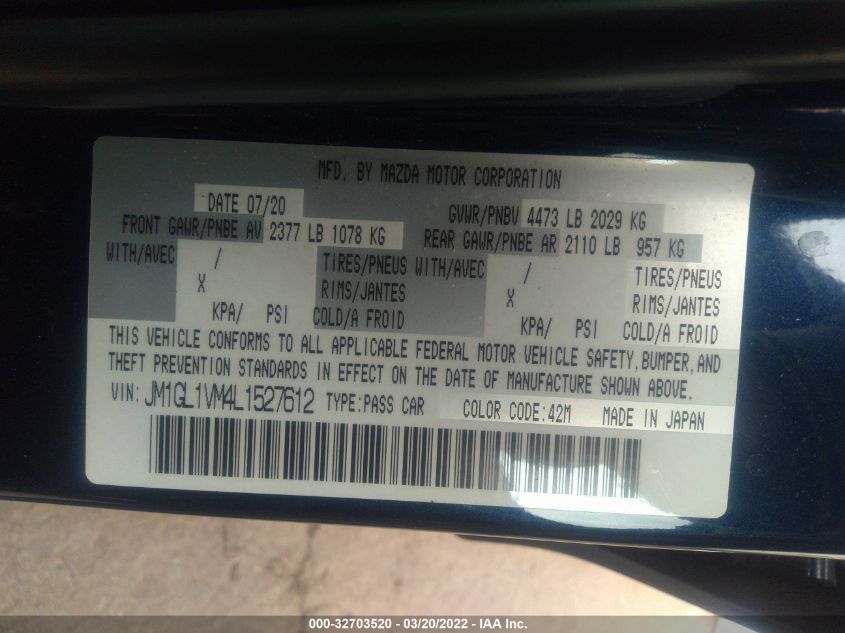 MFD. BY MAZDA MOTOR CORPORATION
DATE 07/20 GVWR/PNBV 4473 LB 2029 KG
FRONT GAWR/PNBE AV 2377 LB 1078 KG REAR GAWR/PNBE AR 2110 LB 957 KG
WITH/AVEC / TIRES/PNEUS WITH/AVEC / TIRES/PNEUS
X RIMS/JANTES X RIMS/JANTES
KPA/ PSI COLD/A FROID KPA/ PSI COLD/A FROID
THIS VEHICLE CONFORMS TO ALL APPLICABLE FEDERAL MOTOR VEHICLE SAFETY, BUMPER, AND
THEFT PREVENTION STANDARDS IN EFFECT ON THE DATE OF MANUFACTURE SHOWN ABOVE.
VIN: JM1GL1VM4L1527612 TYPE:PASS CAR COLOR CODE:42M MADE IN JAPAN
000-32703520 - 03/20/2022 - IAA Inc.